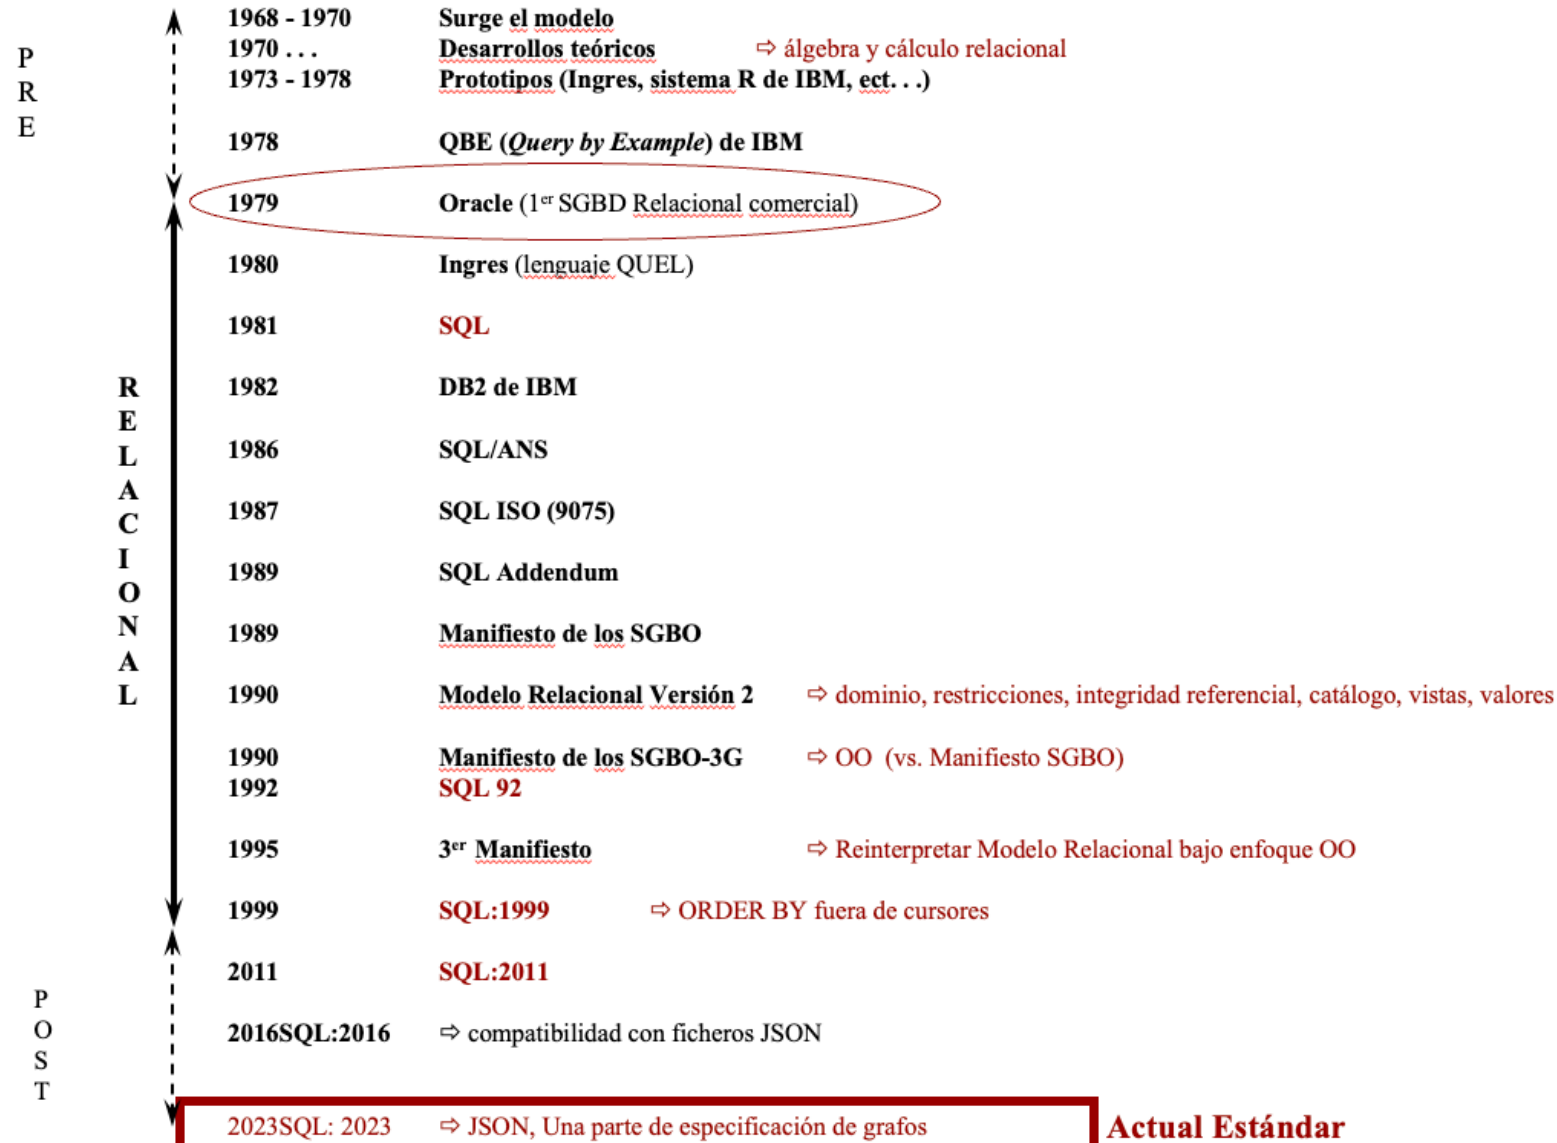 PRE
1968 - 1970 Surge el modelo
1970 . . . Desarrollos teóricos ⇨ álgebra y cálculo relacional
1973 - 1978 Prototipos (Ingres, sistema R de IBM, ect. . .)
1978 QBE (Query by Example) de IBM
1979 Oracle (1er SGBD Relacional comercial)
RELACIONAL
1980 Ingres (lenguaje QUEL)
1981 SQL
1982 DB2 de IBM
1986 SQL/ANS
1987 SQL ISO (9075)
1989 SQL Addendum
1989 Manifiesto de los SGBO
1990 Modelo Relacional Versión 2 ⇨ dominio, restricciones, integridad referencial, catálogo, vistas, valores
1990 Manifiesto de los SGBO-3G ⇨ OO (vs. Manifiesto SGBO)
1992 SQL 92
1995 3er Manifiesto ⇨ Reinterpretar Modelo Relacional bajo enfoque OO
1999 SQL:1999 ⇨ ORDER BY fuera de cursores
POST
2011 SQL:2011
2016SQL:2016 ⇨ compatibilidad con ficheros JSON
2023SQL: 2023 ⇨ JSON, Una parte de especificación de grafos Actual Estándar